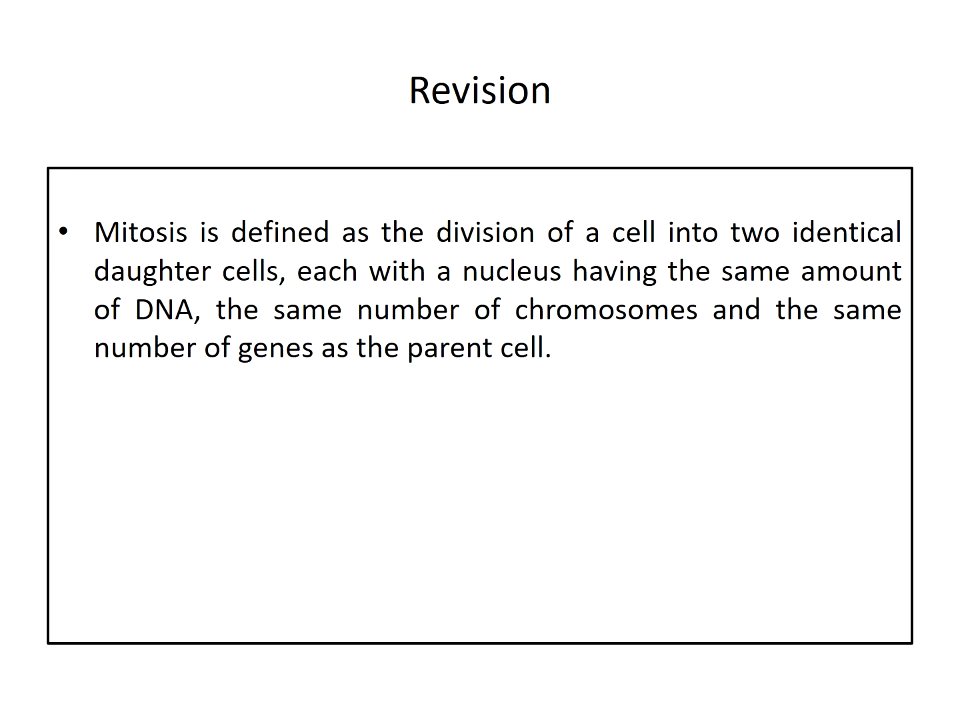 Revision
• Mitosis is defined as the division of a cell into two identical
daughter cells, each with a nucleus having the same amount
of DNA, the same number of chromosomes and the same
number of genes as the parent cell.